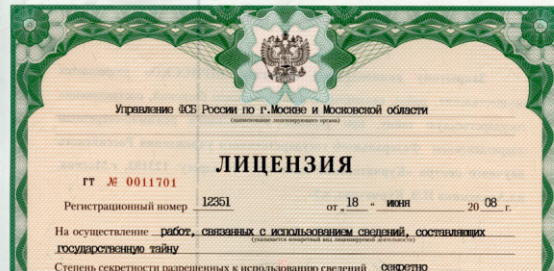 Управление ФСБ России по г.Москве и Московской области
(наименование лицензирующего органа)
ЛИЦЕНЗИЯ
ГТ № 0011701
Регистрационный номер 12351 от „ 18 “ июня 20 08 г.
На осуществление работ, связанных с использованием сведений, составляющих
(указывается конкретный вид лицензируемой деятельности)
государственную тайну
Степень секретности разрешенных к использованию сведений секретно